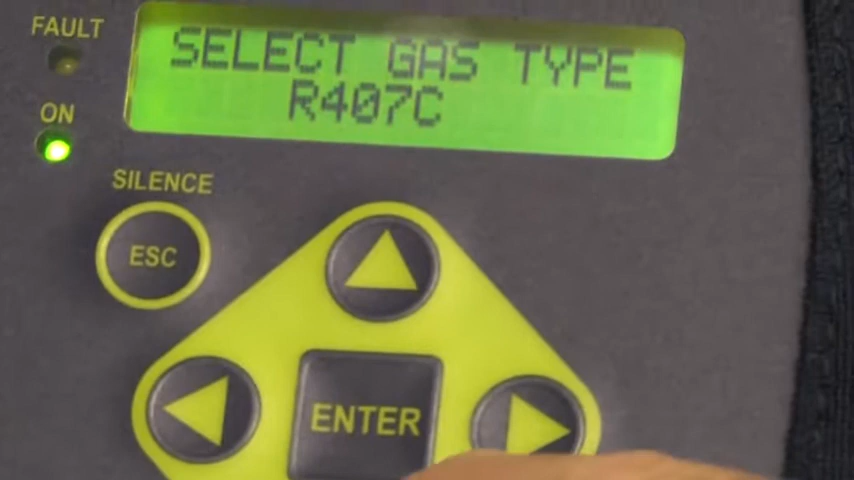 FAULT
SELECT GAS TYPE
R407C
ON
SILENCE
ESC
ENTER